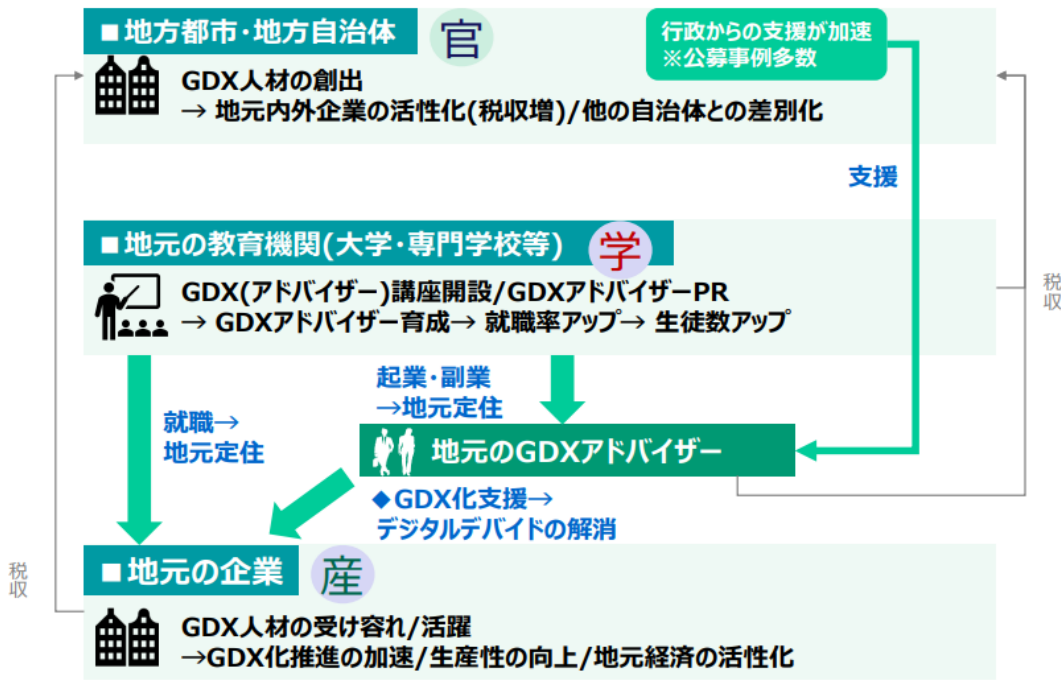 ■地方都市・地方自治体
官
行政からの支援が加速
※公募事例多数
GDX人材の創出
→ 地元内外企業の活性化(税収増)/他の自治体との差別化
支援
■地元の教育機関(大学・専門学校等)
学
GDX(アドバイザー)講座開設/GDXアドバイザーPR
→ GDXアドバイザー育成→ 就職率アップ→ 生徒数アップ
税収
起業・副業
→地元定住
就職→
地元定住
地元のGDXアドバイザー
◆GDX化支援→
デジタルデバイドの解消
■地元の企業
産
税収
GDX人材の受け容れ/活躍
→GDX化推進の加速/生産性の向上/地元経済の活性化